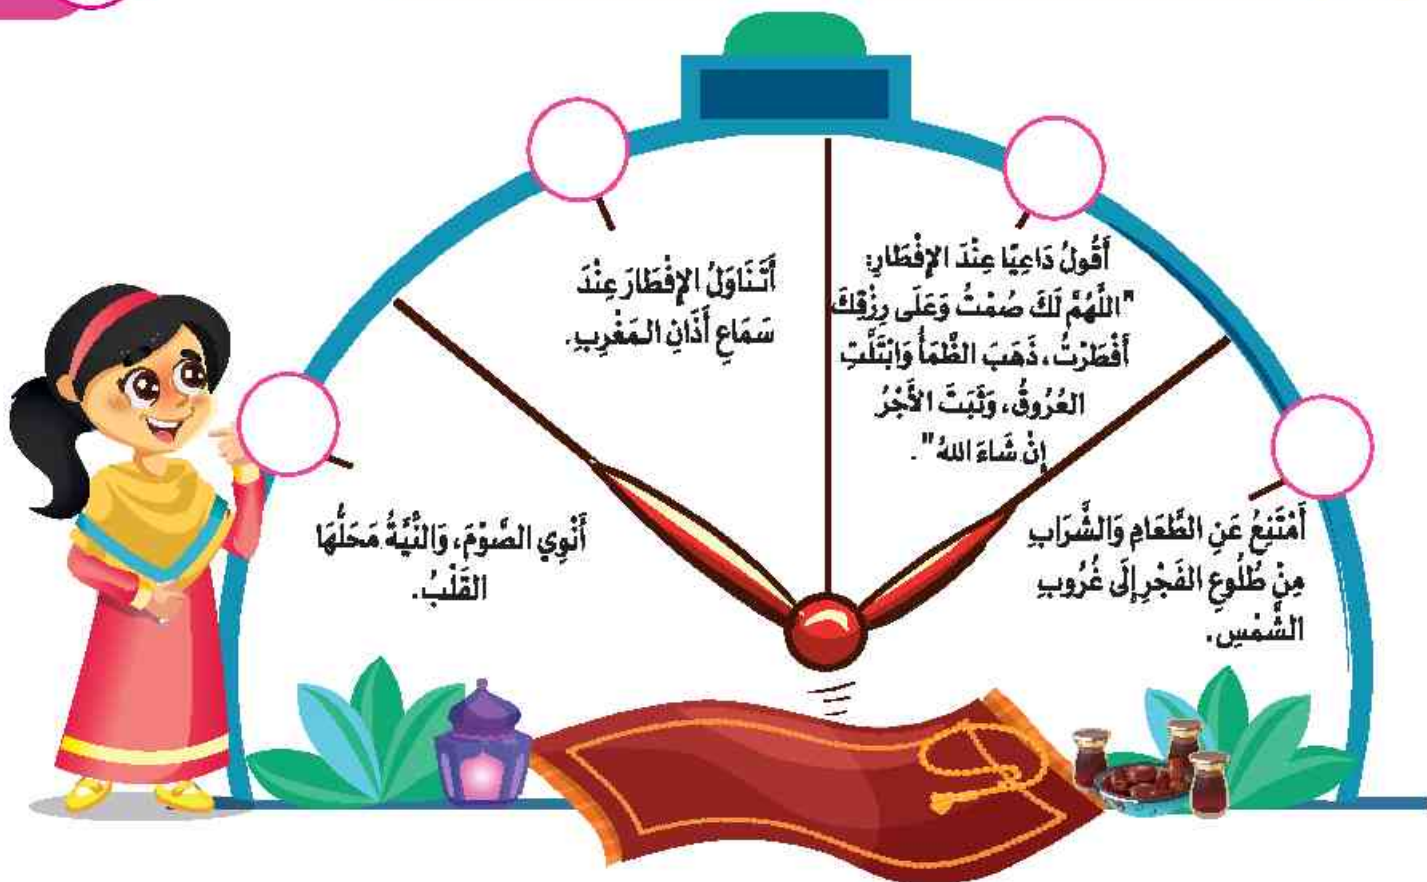 أَقُولُ دَاعِيًا عِنْدَ الإِفْطَارِ:
"اللَّهُمَّ لَكَ صُمْتُ وَعَلَى رِزْقِكَ
أَفْطَرْتُ، ذَهَبَ الظَّمَأُ وَابْتَلَّتِ
العُرُوقُ، وَثَبَتَ الأَجْرُ
إِنْ شَاءَ اللهُ".
أَتَنَاوَلُ الإِفْطَارَ عِنْدَ
سَمَاعِ أَذَانِ المَغْرِبِ.
أَمْتَنِعُ عَنِ الطَّعَامِ وَالشَّرَابِ
مِنْ طُلُوعِ الفَجْرِ إِلَى غُرُوبِ
الشَّمْسِ.
أَنْوِي الصَّوْمَ، وَالنِّيَّةُ مَحَلُّهَا
القَلْبُ.